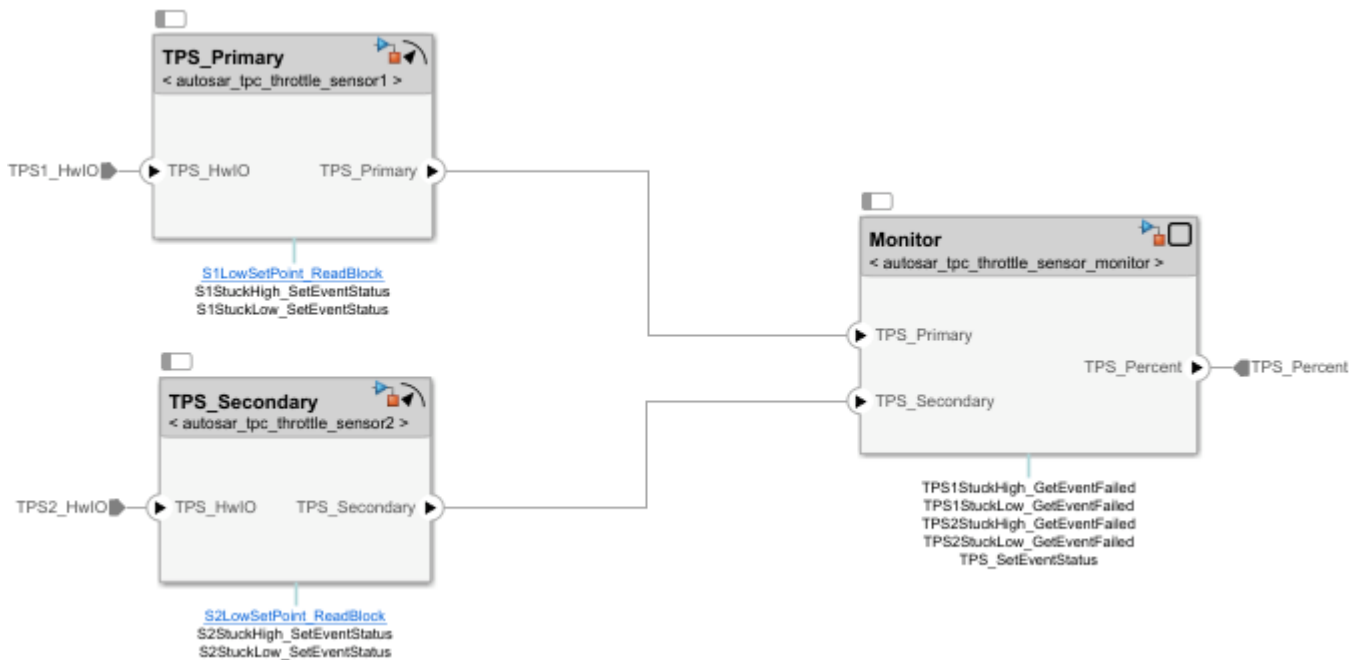 TPS_Primary
< autosar_tpc_throttle_sensor1 >
TPS1_HwIO
TPS_HwIO
TPS_Primary
S1LowSetPoint_ReadBlock
S1StuckHigh_SetEventStatus
S1StuckLow_SetEventStatus
TPS_Secondary
< autosar_tpc_throttle_sensor2 >
TPS2_HwIO
TPS_HwIO
TPS_Secondary
S2LowSetPoint_ReadBlock
S2StuckHigh_SetEventStatus
S2StuckLow_SetEventStatus
Monitor
< autosar_tpc_throttle_sensor_monitor >
TPS_Primary
TPS_Secondary
TPS_Percent
TPS_Percent
TPS1StuckHigh_GetEventFailed
TPS1StuckLow_GetEventFailed
TPS2StuckHigh_GetEventFailed
TPS2StuckLow_GetEventFailed
TPS_SetEventStatus